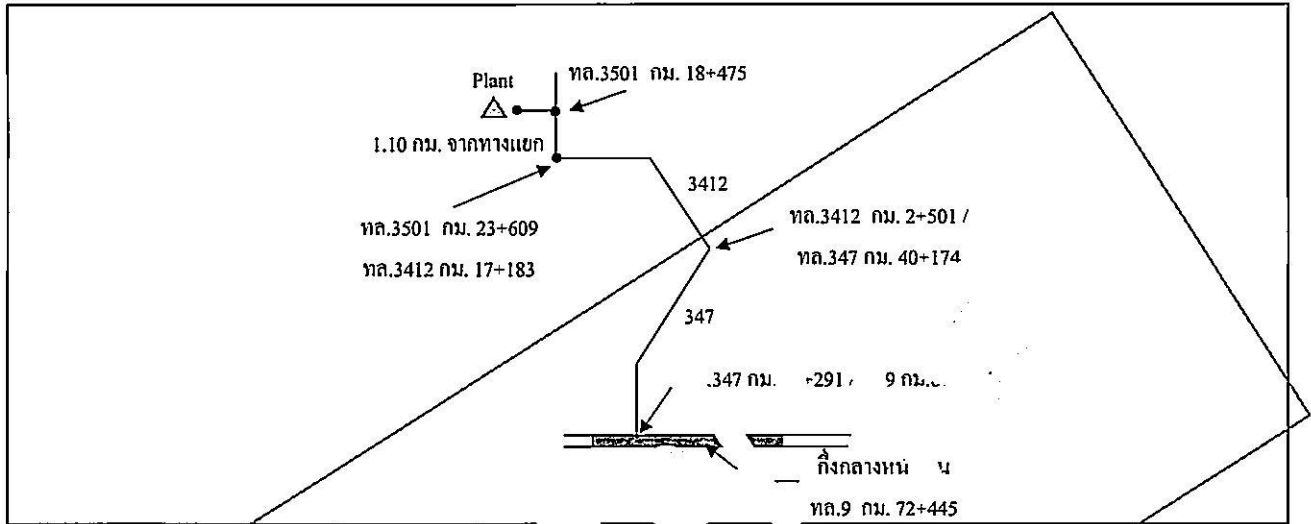 Plant
ทล.3501 กม. 18+475
1.10 กม. จากทางแยก
3412
ทล.3501 กม. 23+609
ทล.3412 กม. 17+183
ทล.3412 กม. 2+501 /
ทล.347 กม. 40+174
347
.347 กม. +291 / 9 กม.
กึ่งกลาง
ทล.9 กม. 72+445